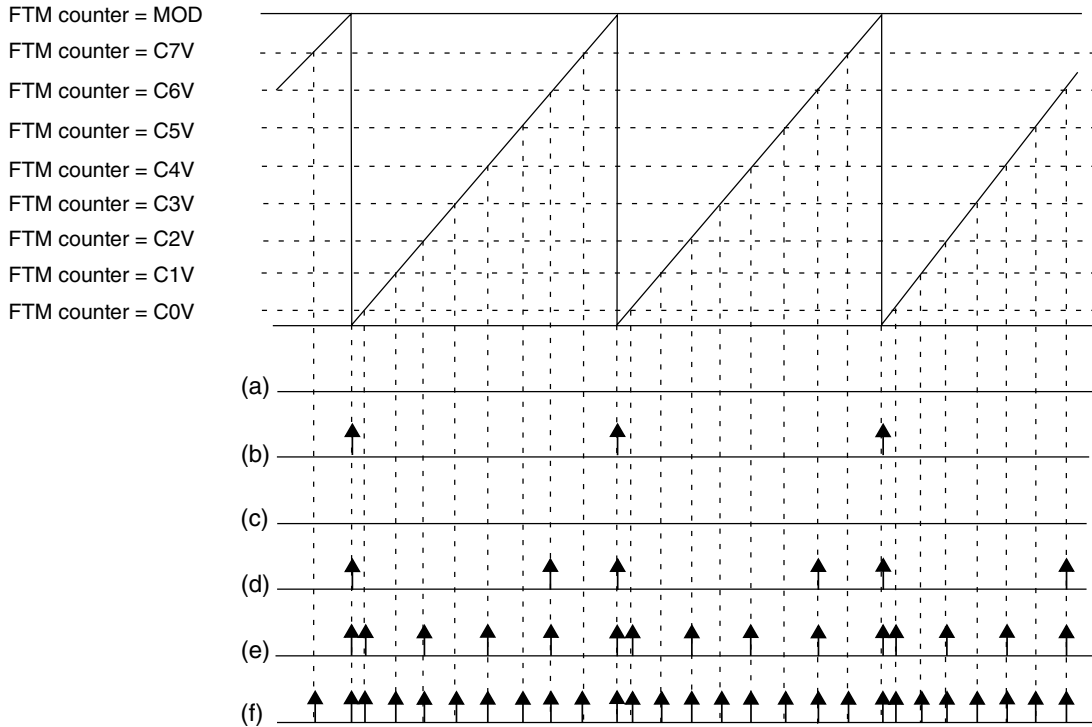 FTM counter = MOD
FTM counter = C7V
FTM counter = C6V
FTM counter = C5V
FTM counter = C4V
FTM counter = C3V
FTM counter = C2V
FTM counter = C1V
FTM counter = C0V
(a)
(b)
(c)
(d)
(e)
(f)